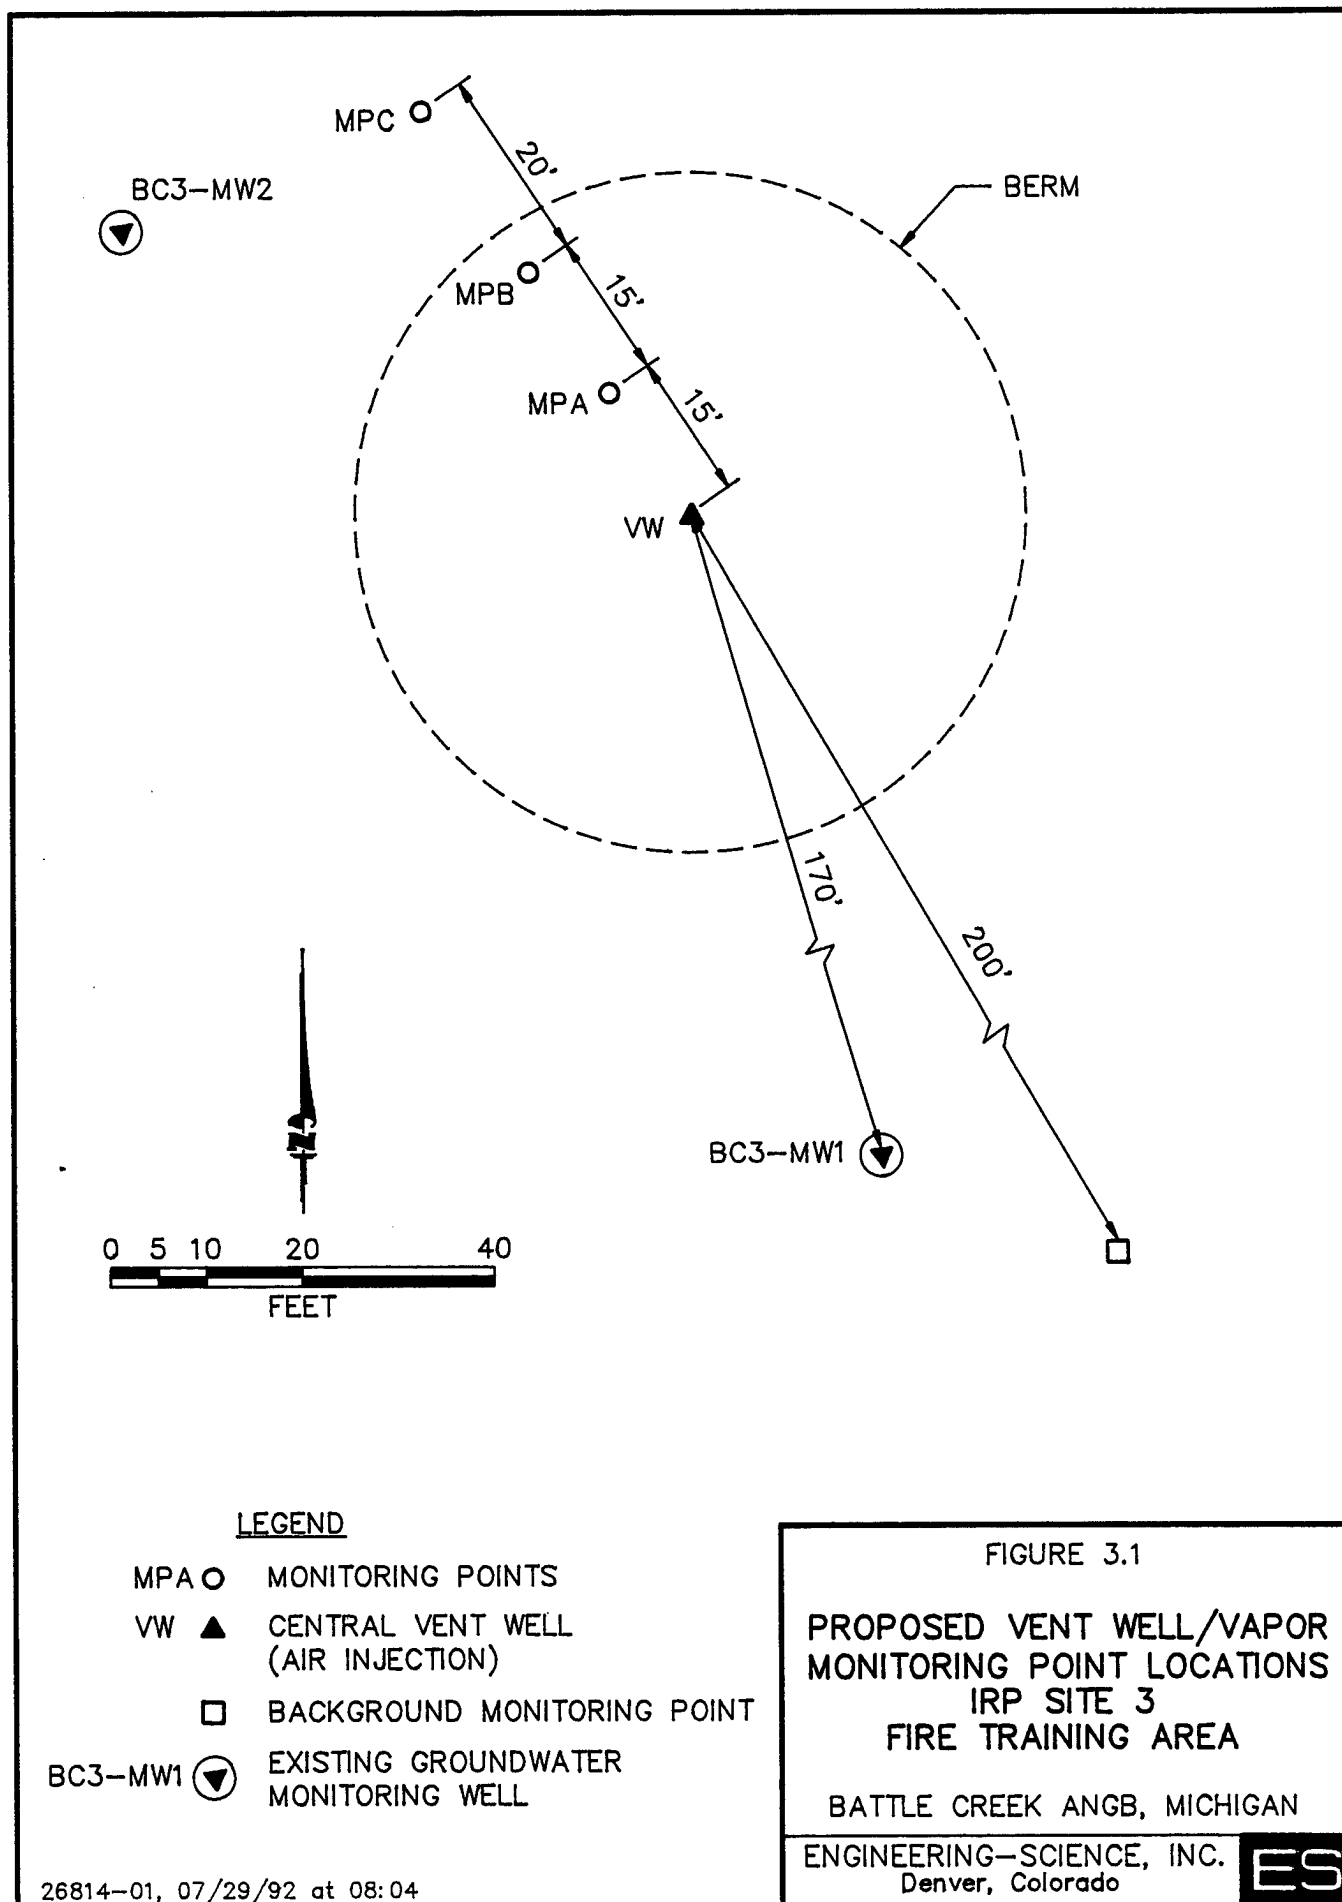 MPC
20'
BC3-MW2
BERM
MPB
15'
MPA
15'
VW
170'
200'
BC3-MW1
N
0 5 10 20 40
FEET
LEGEND
MPA MONITORING POINTS
VW CENTRAL VENT WELL
(AIR INJECTION)
BACKGROUND MONITORING POINT
BC3-MW1 EXISTING GROUNDWATER
MONITORING WELL
26814-01, 07/29/92 at 08:04
FIGURE 3.1
PROPOSED VENT WELL/VAPOR
MONITORING POINT LOCATIONS
IRP SITE 3
FIRE TRAINING AREA
BATTLE CREEK ANGB, MICHIGAN
ENGINEERING-SCIENCE, INC.
Denver, Colorado
ES